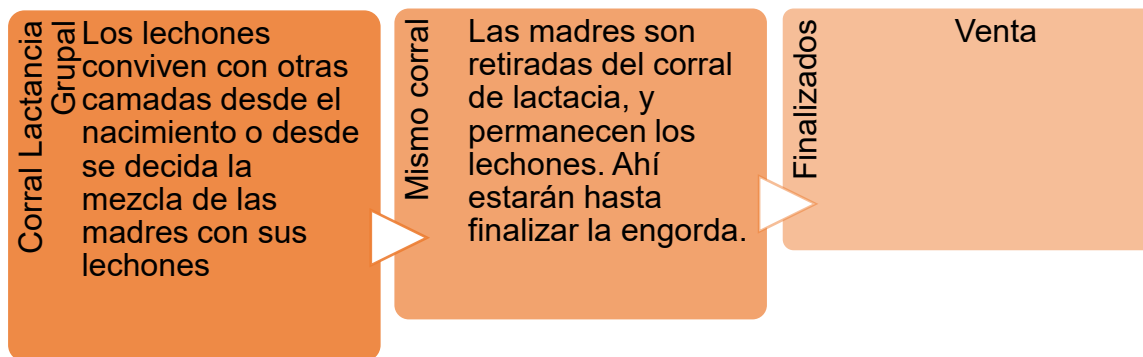 Corral Lactancia
Grupal
Los lechones
conviven con otras
camadas desde el
nacimiento o desde
se decida la
mezcla de las
madres con sus
lechones
Mismo corral
Las madres son
retiradas del corral
de lactacia, y
permanecen los
lechones. Ahí
estarán hasta
finalizar la engorda.
Finalizados
Venta